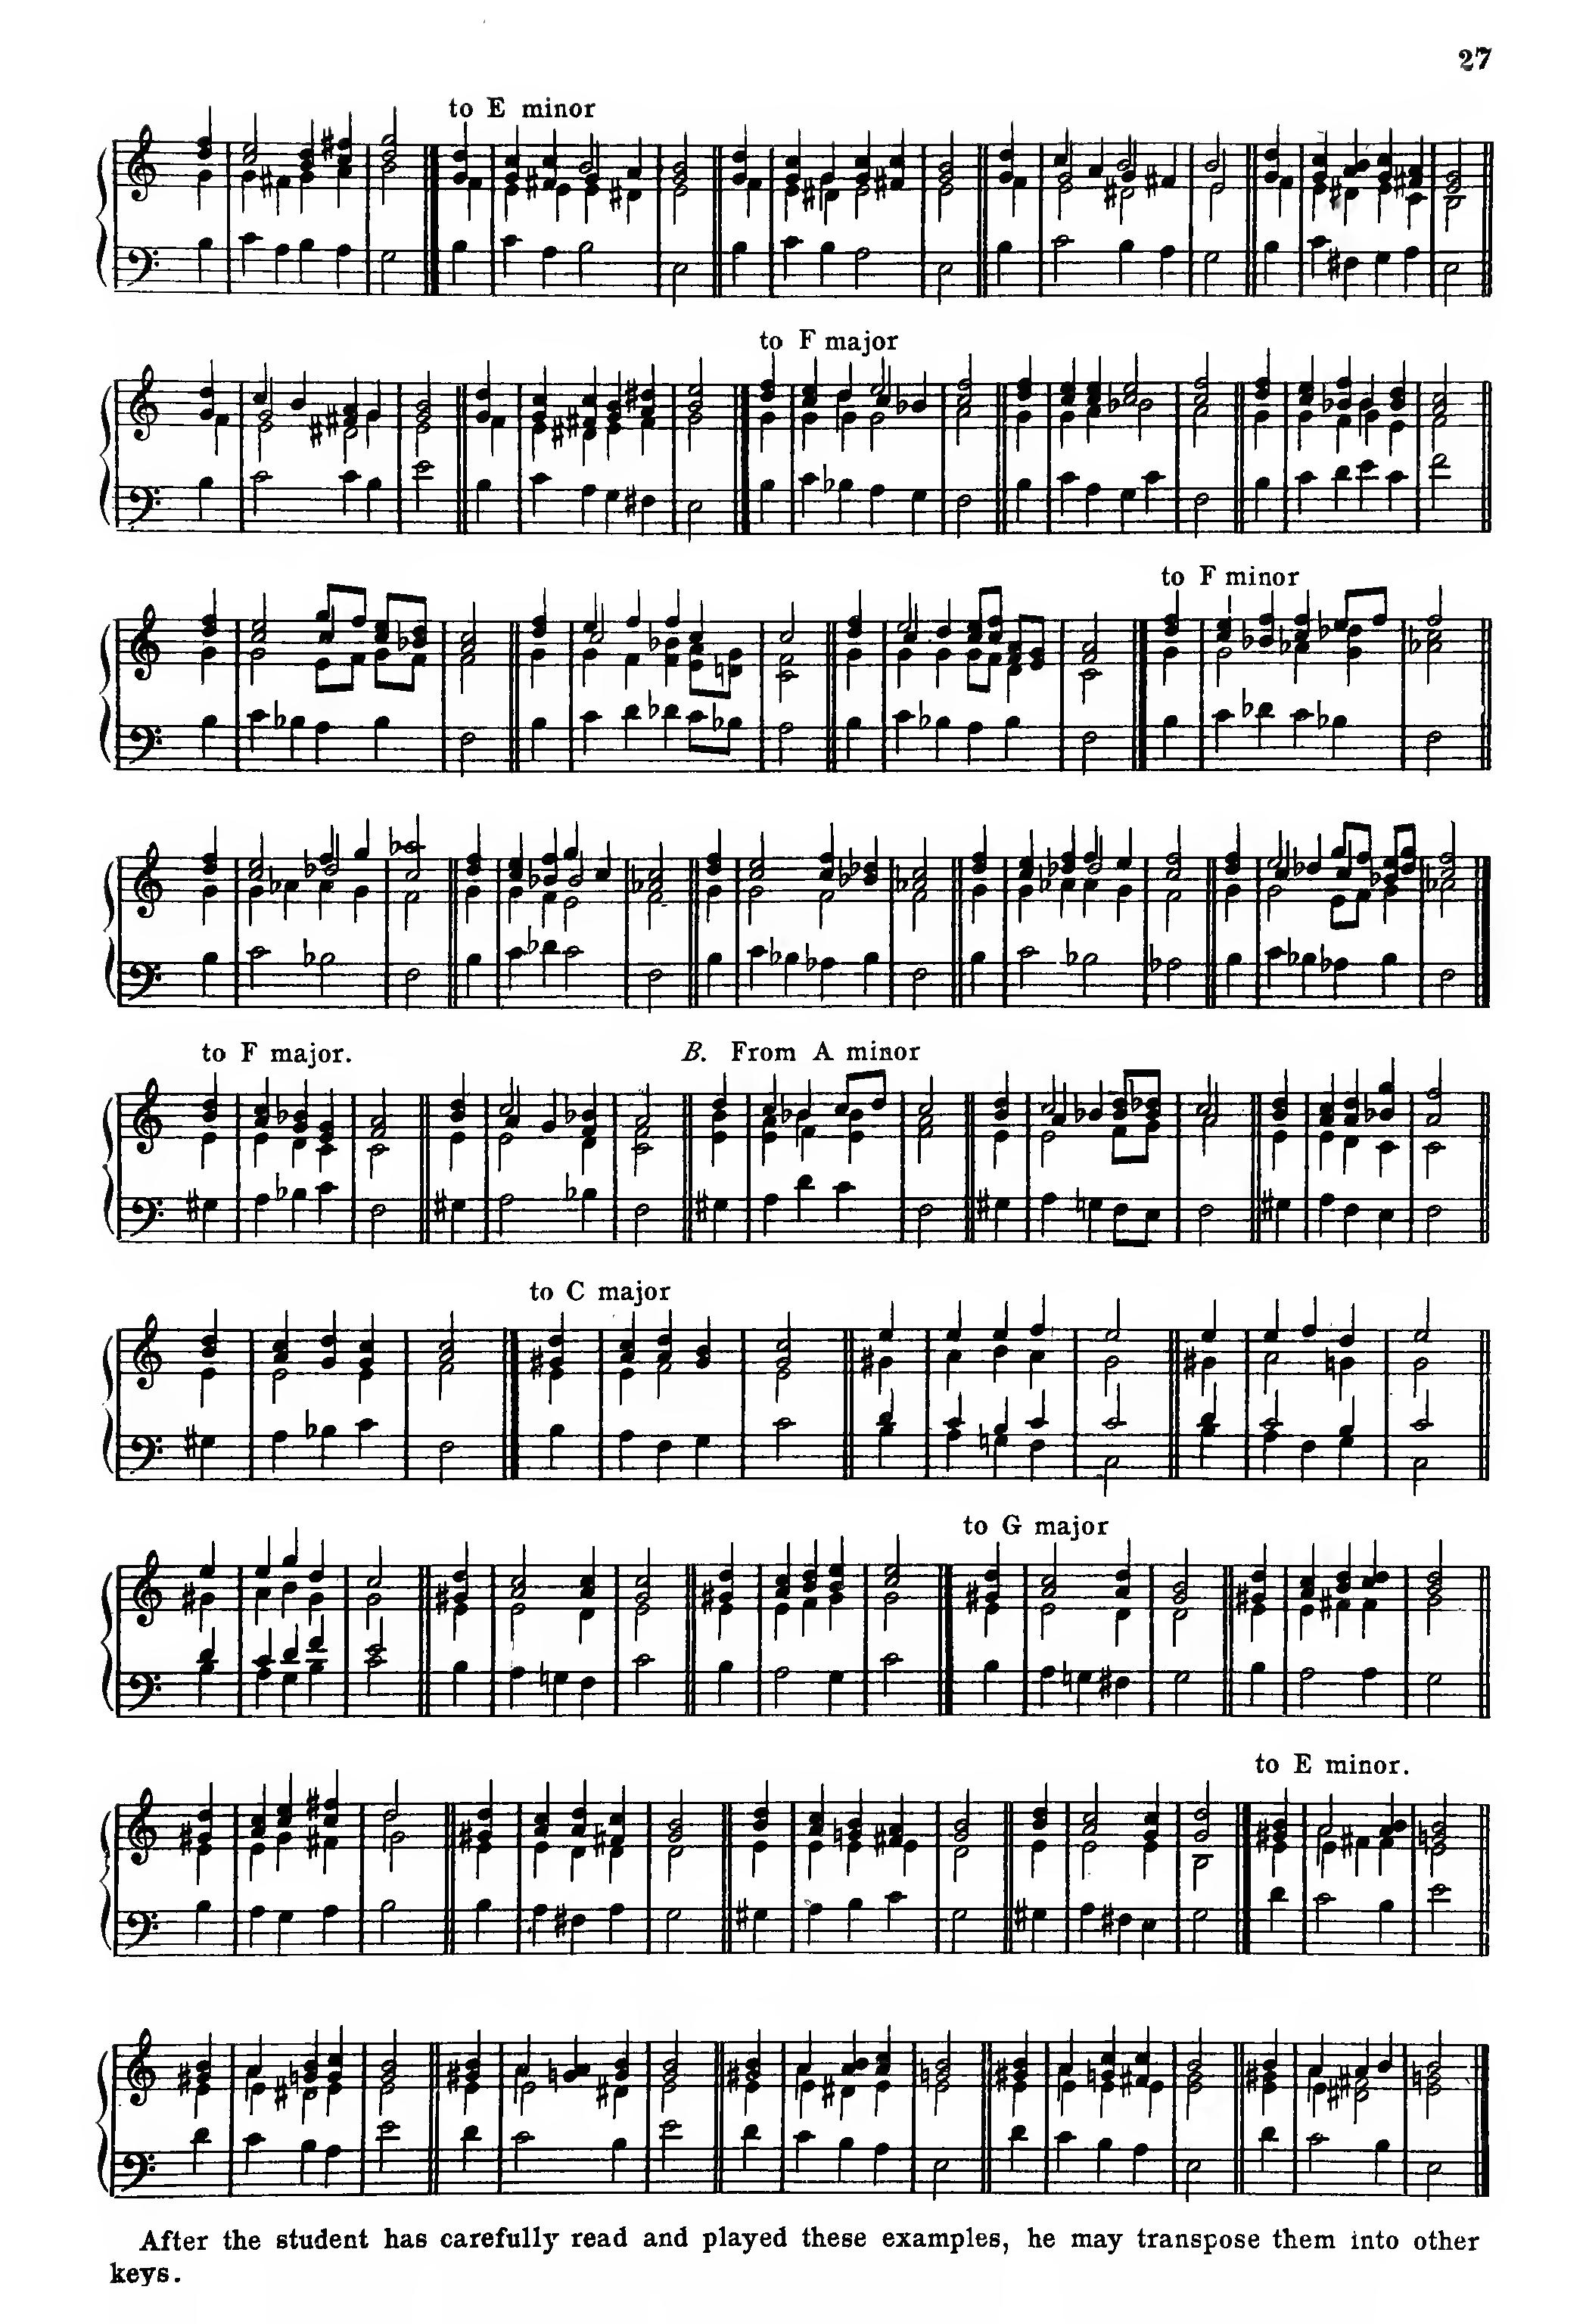 27
to E minor
to F major
to F minor
to F major.
B. From A minor
to C major
to G major
to E minor.
After the student has carefully read and played these examples, he may transpose them into other
keys.